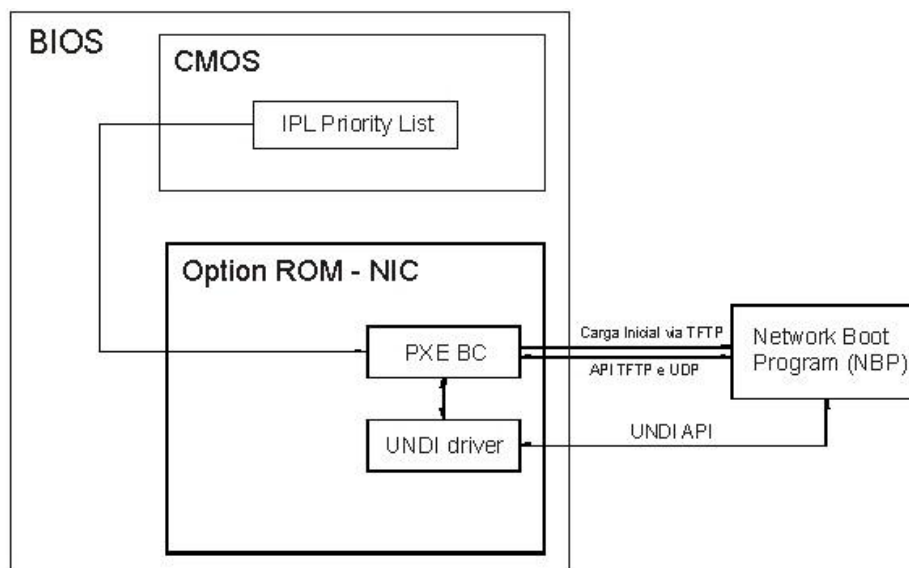 BIOS
CMOS
IPL Priority List
Option ROM - NIC
PXE BC
Carga Inicial via TFTP
API TFTP e UDP
Network Boot
Program (NBP)
UNDI driver
UNDI API